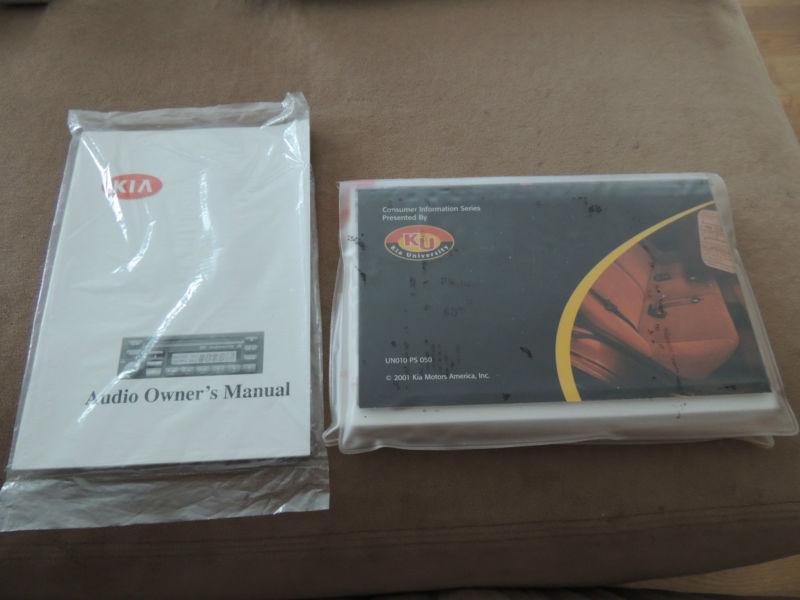 KIA
Audio Owner's Manual
Consumer Information Series
Presented By
KU
Kia University
UN010 PS 050
© 2001 Kia Motors America, Inc.